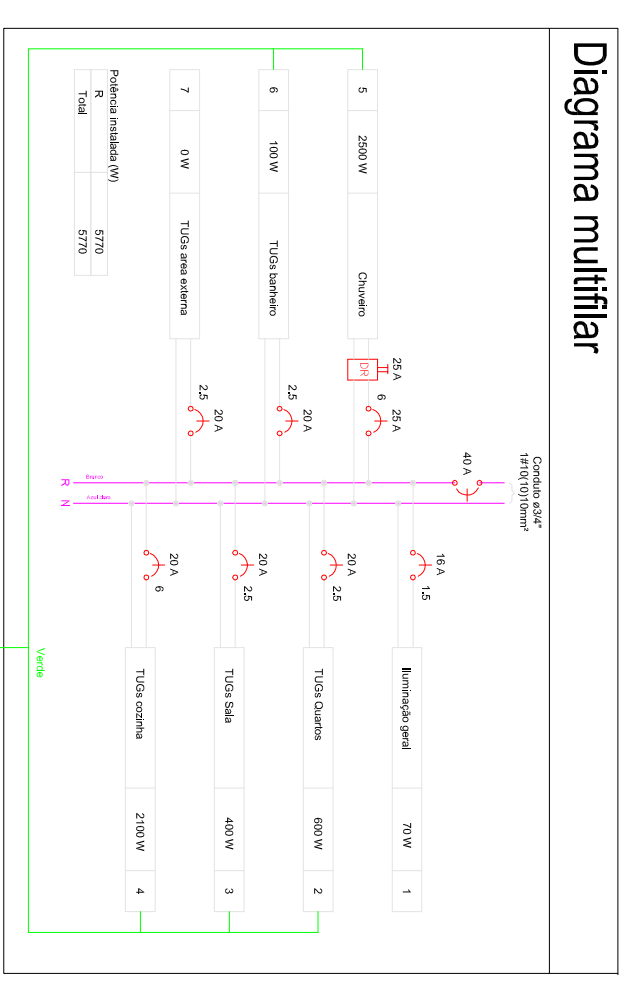 Diagrama multifilar
Conduto ø3/4"
1#10(10)10mm²
40 A
5
2500 W
Chuveiro
DR
25 A
6
25 A
16 A
1.5
Iluminação geral
70 W
1
6
100 W
TUGs banheiro
2.5
20 A
20 A
2.5
TUGs Quartos
600 W
2
7
0 W
TUGs area externa
2.5
20 A
20 A
2.5
TUGs Sala
400 W
3
20 A
6
TUGs cozinha
2100 W
4
Branco
R
N
Potência instalada (W)
R 5770
Total 5770
Verde